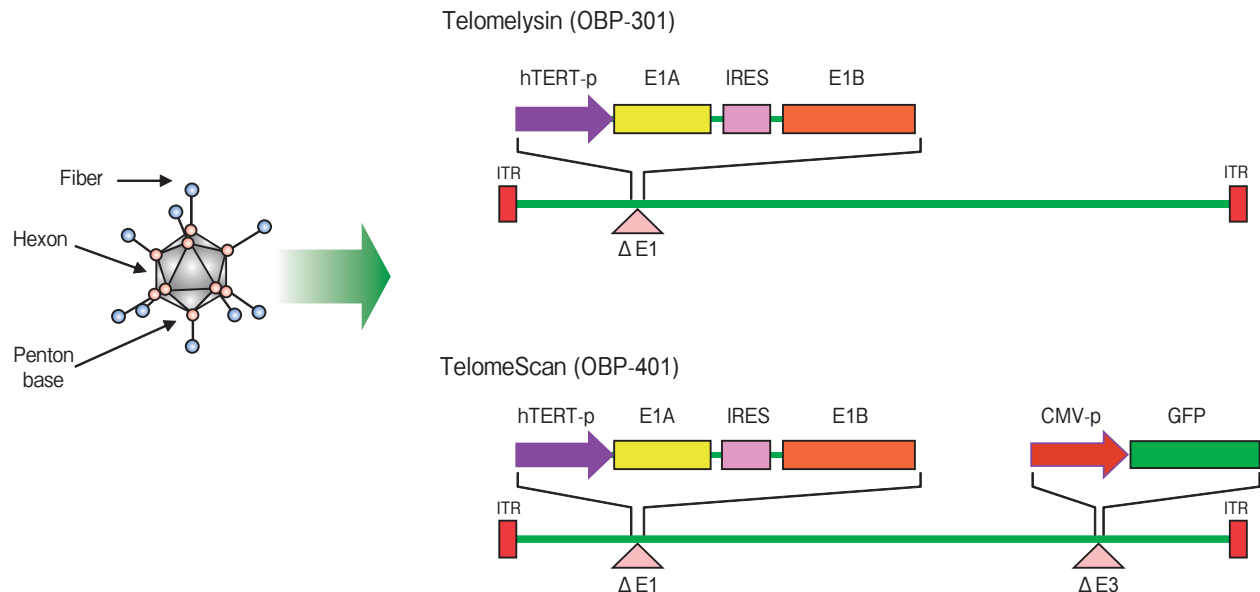 Telomelysin (OBP-301)
hTERT-p E1A IRES E1B
ITR ITR
Δ E1
Fiber
Hexon
Penton
base
TelomeScan (OBP-401)
hTERT-p E1A IRES E1B CMV-p GFP
ITR ITR
Δ E1 Δ E3